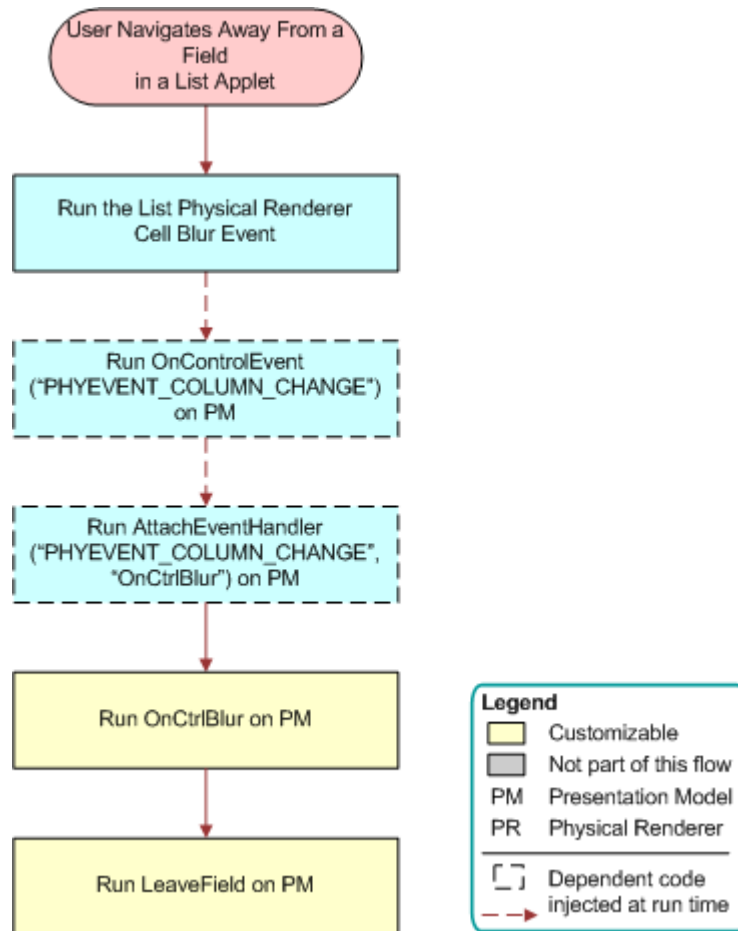 User Navigates Away From a
Field
in a List Applet
Run the List Physical Renderer
Cell Blur Event
Run OnControlEvent
(“PHYEVENT_COLUMN_CHANGE”)
on PM
Run AttachEventHandler
(“PHYEVENT_COLUMN_CHANGE”,
“OnCtrlBlur”) on PM
Run OnCtrlBlur on PM
Run LeaveField on PM
Legend
Customizable
Not part of this flow
PM Presentation Model
PR Physical Renderer
Dependent code
injected at run time